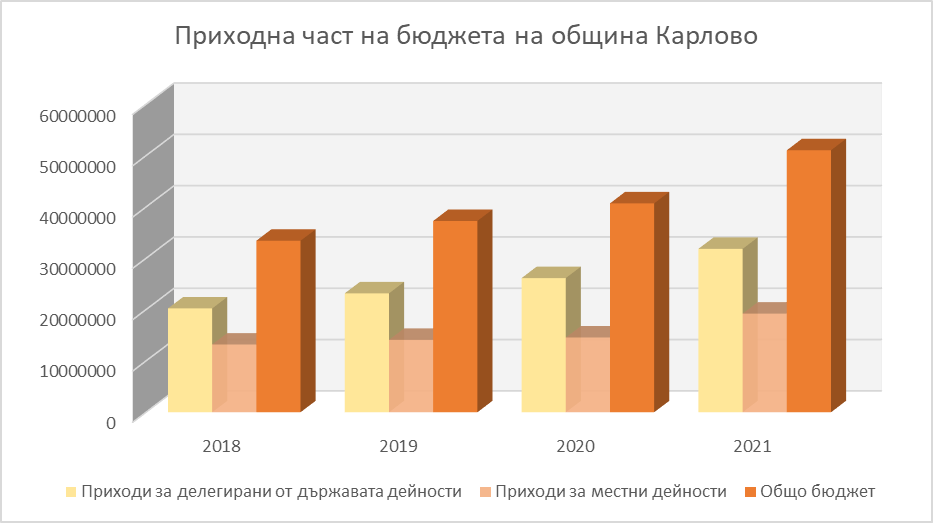 Приходна част на бюджета на община Карлово
60000000
50000000
40000000
30000000
20000000
10000000
0
2018 2019 2020 2021
Приходи за делегирани от държавата дейности Приходи за местни дейности Общо бюджет